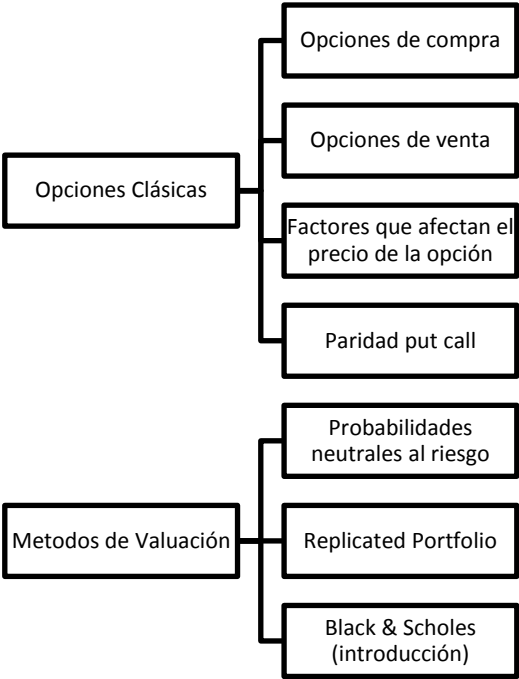 Opciones Clásicas
Opciones de compra
Opciones de venta
Factores que afectan el
precio de la opción
Paridad put call
Metodos de Valuación
Probabilidades
neutrales al riesgo
Replicated Portfolio
Black & Scholes
(introducción)